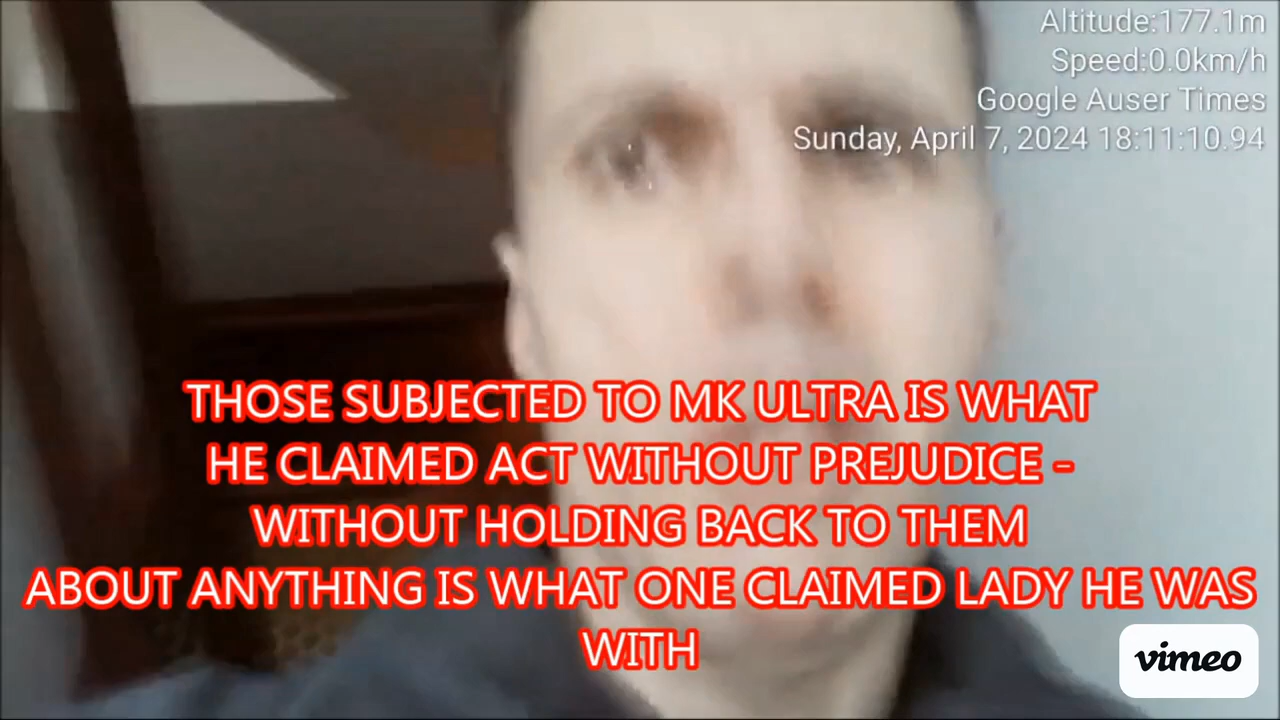 Altitude:177.1m
Speed:0.0km/h
Google Auser Times
Sunday, April 7, 2024 18:11:10.94
THOSE SUBJECTED TO MK ULTRA IS WHAT
HE CLAIMED ACT WITHOUT PREJUDICE -
WITHOUT HOLDING BACK TO THEM
ABOUT ANYTHING IS WHAT ONE CLAIMED LADY HE WAS
WITH
vimeo